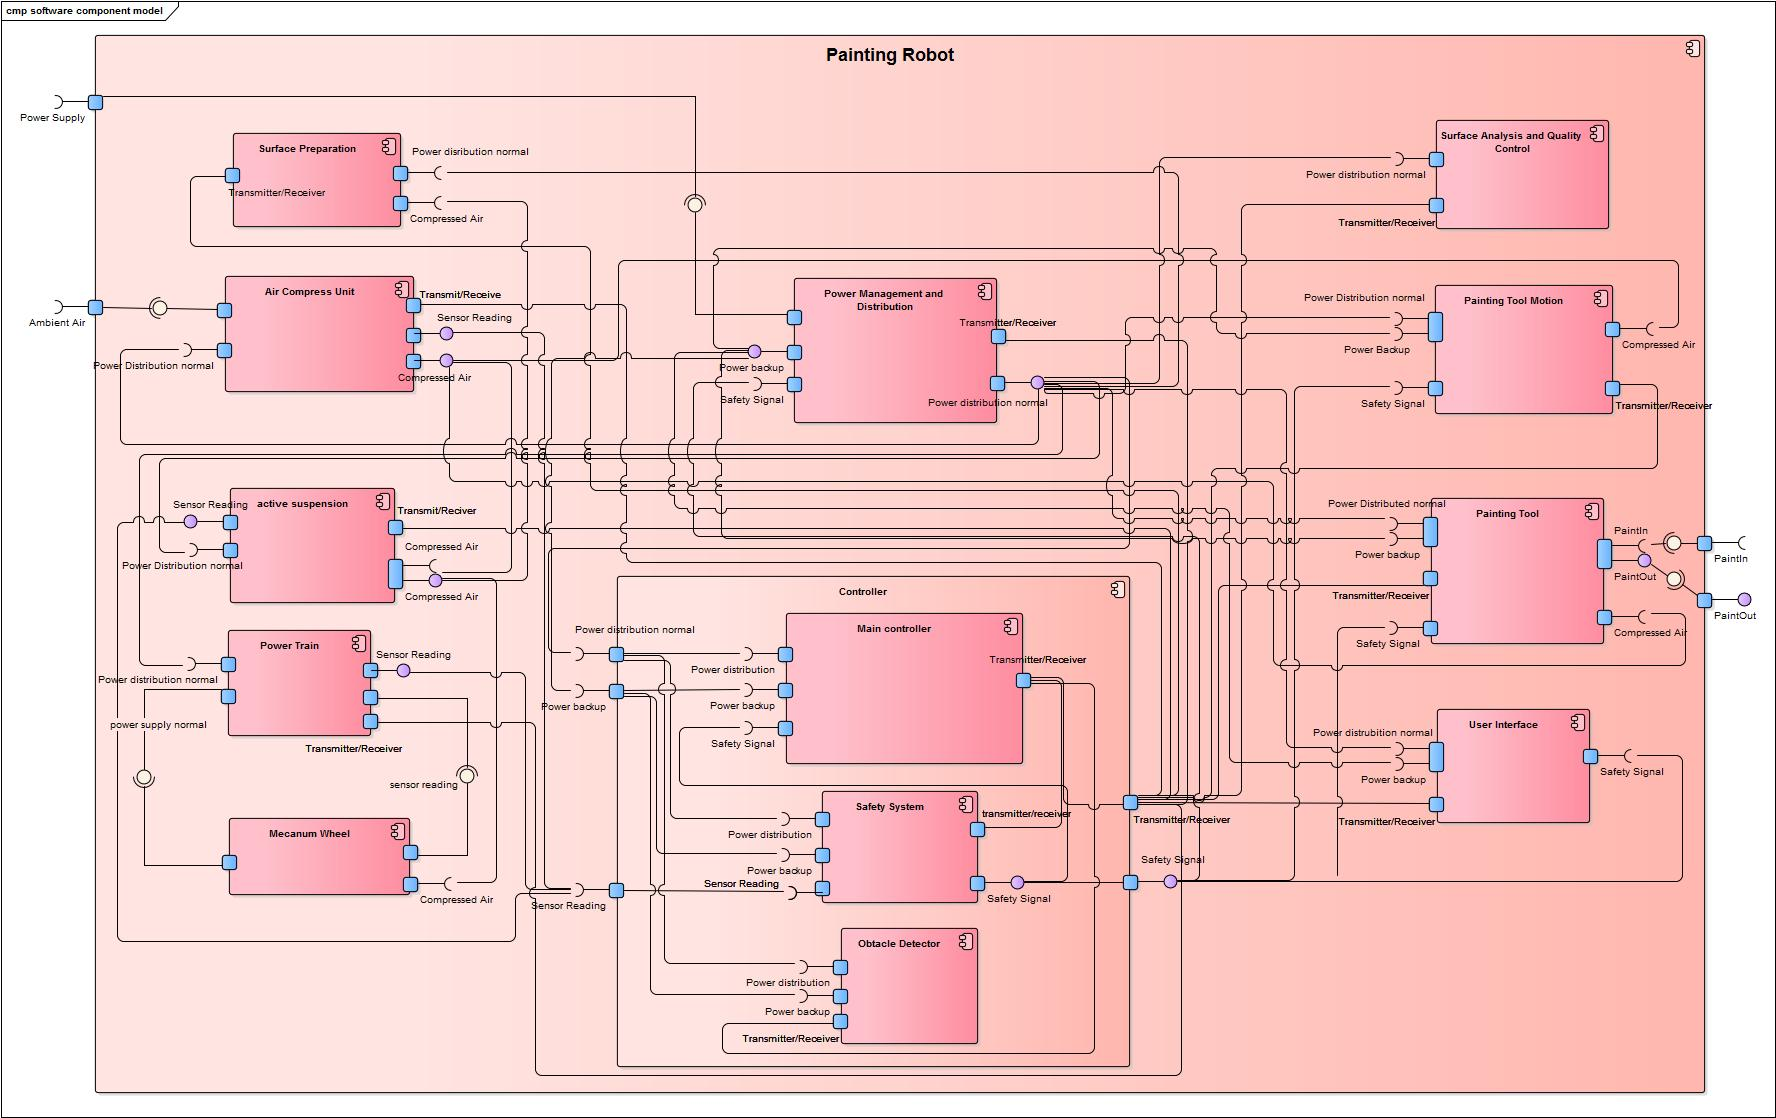 cmp software component model
Painting Robot
Power Supply
Surface Preparation
Power disribution normal
Transmitter/Receiver
Compressed Air
Surface Analysis and Quality
Control
Power distribution normal
Transmitter/Receiver
Ambient Air
Air Compress Unit
Transmit/Receive
Sensor Reading
Power Distribution normal
Compressed Air
Power Management and
Distribution
Transmitter/Receiver
Power backup
Safety Signal
Power distribution normal
Power Distribution normal
Painting Tool Motion
Power Backup
Compressed Air
Safety Signal
Transmitter/Receiver
Sensor Reading
active suspension
Transmit/Reciver
Compressed Air
Power Distribution normal
Compressed Air
Power Distributed normal
Painting Tool
PaintIn
Power backup
PaintOut
Transmitter/Receiver
Compressed Air
Safety Signal
PaintIn
PaintOut
Power Train
Sensor Reading
Power distribution normal
power supply normal
Transmitter/Receiver
sensor reading
Mecanum Wheel
Compressed Air
Controller
Power distribution normal
Main controller
Power distribution
Transmitter/Receiver
Power backup
Power backup
Safety Signal
Safety System
transmitter/receiver
Power distribution
Power backup
Sensor Reading
Sensor Reading
Safety Signal
Transmitter/Receiver
Safety Signal
Obtacle Detector
Power distribution
Power backup
Transmitter/Receiver
Power distrubition normal
User Interface
Power backup
Safety Signal
Transmitter/Receiver